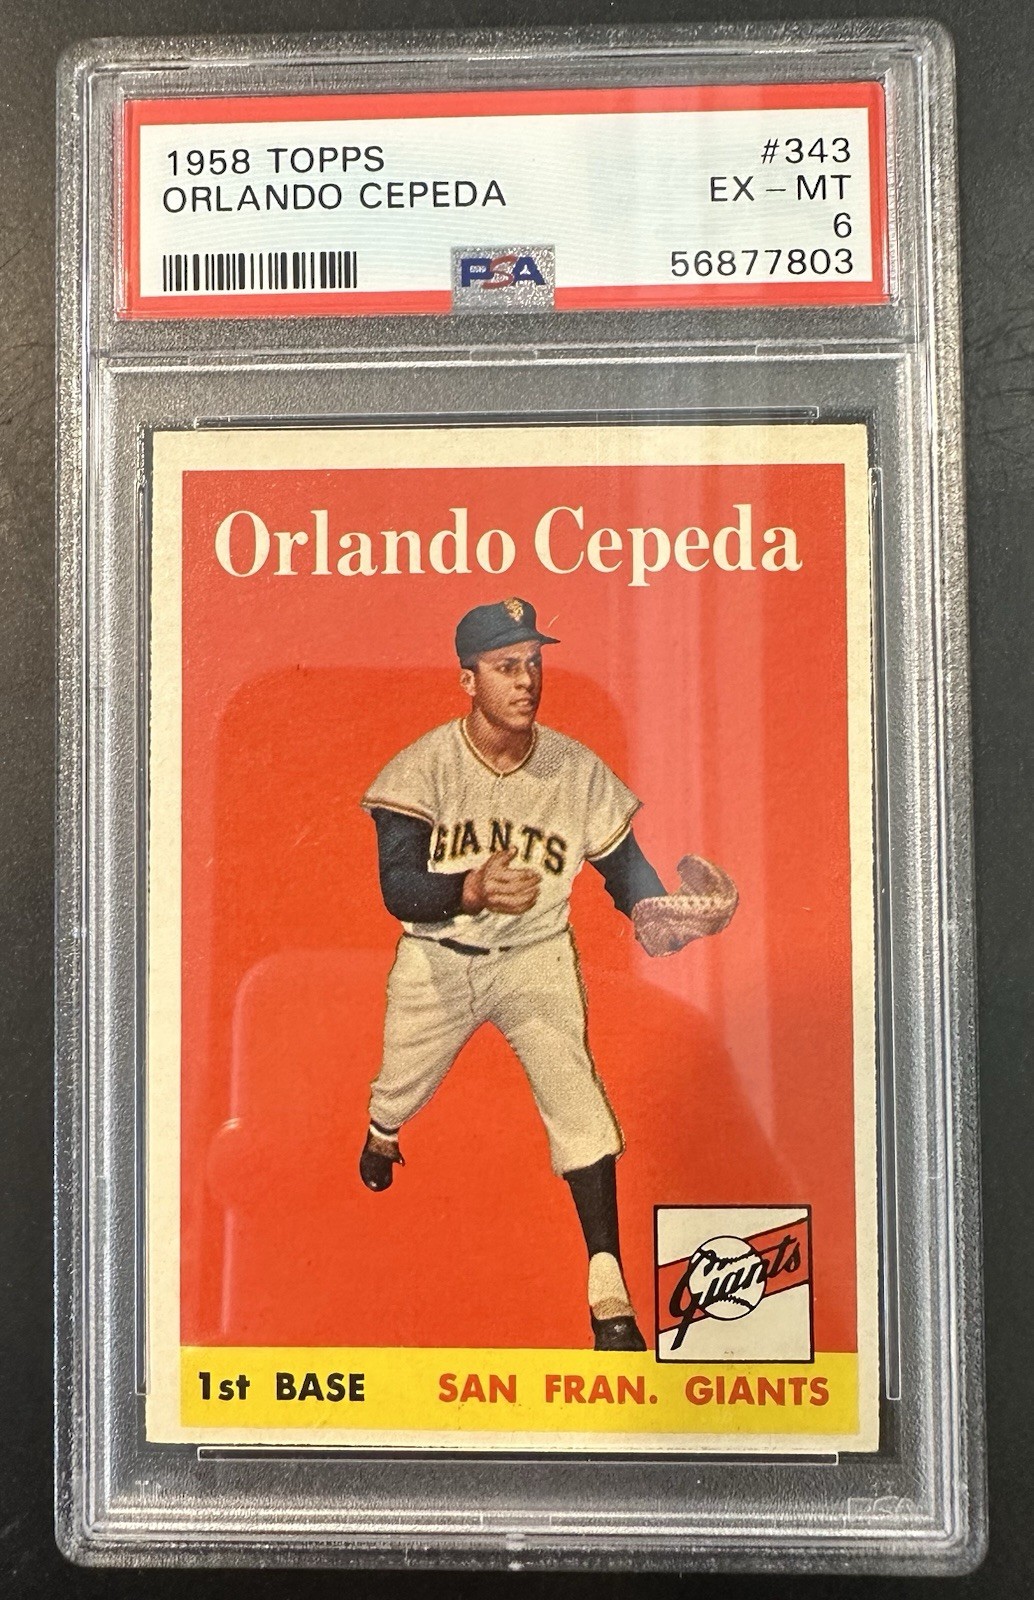 1958 TOPPS #343
ORLANDO CEPEDA EX - MT
6
PSA 56877803
Orlando Cepeda
GIANTS
Giants
1st BASE SAN FRAN. GIANTS
PSA